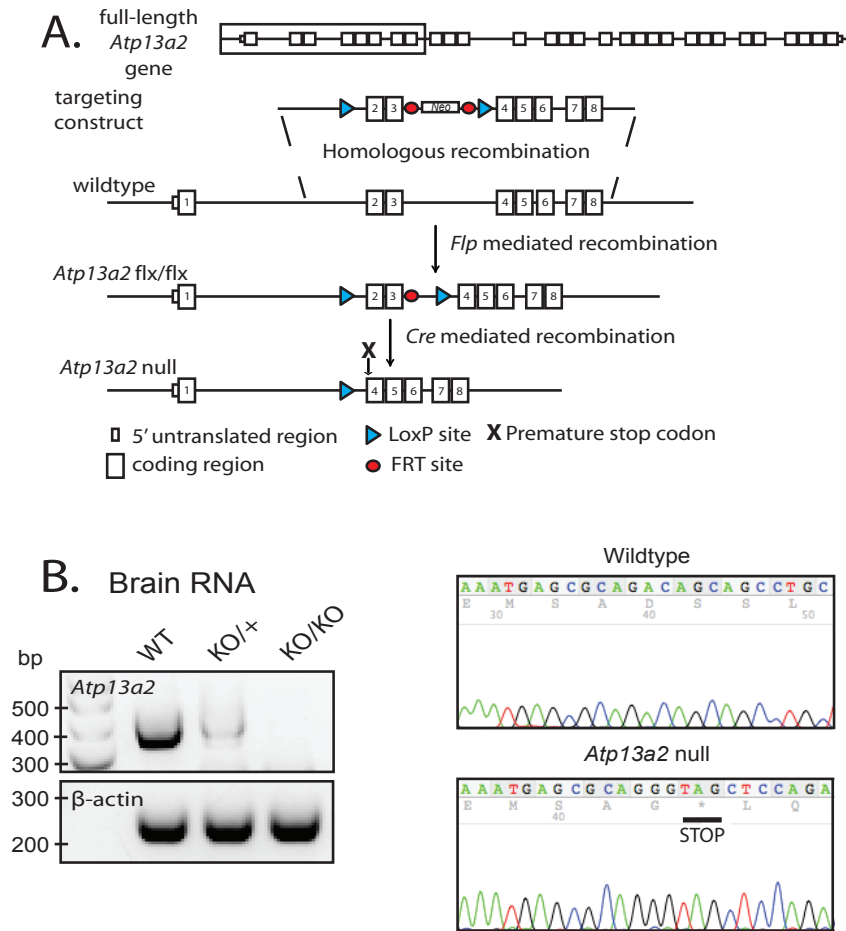 A.
full-length
Atp13a2
gene
targeting
construct
2 3 Neo 4 5 6 7 8
Homologous recombination
wildtype
1 2 3 4 5 6 7 8
Flp mediated recombination
Atp13a2 flx/flx
1 2 3 4 5 6 7 8
Cre mediated recombination
X
Atp13a2 null
1 4 5 6 7 8
5' untranslated region
LoxP site
X Premature stop codon
coding region
FRT site
B. Brain RNA
bp
WT
KO/+
KO/KO
Atp13a2
500
400
300
β-actin
300
200
Wildtype
A A A T G A G C G C A G A C A G C A G C C T G C
E M S A D S S L
30 40 50
Atp13a2 null
A A A T G A G C G C A G G G T A G C T C C A G A
E M S A G * L Q
40
STOP